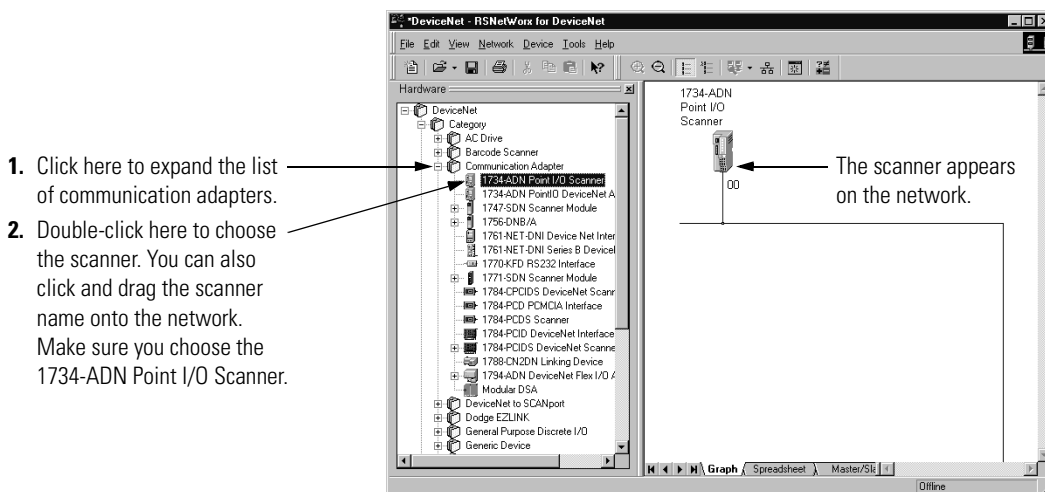 *DeviceNet - RSNetWorx for DeviceNet
File Edit View Network Device Tools Help
Hardware
DeviceNet
Category
AC Drive
Barcode Scanner
Communication Adapter
1734-ADN Point I/O Scanner
1734-ADN PointIO DeviceNet A
1747-SDN Scanner Module
1756-DNB/A
1761-NET-DNI Device Net Inter
1761-NET-DNI Series B Devicel
1770-KFD RS232 Interface
1771-SDN Scanner Module
1784-CPCIDS DeviceNet Scanr
1784-PCD PCMCIA Interface
1784-PCDS Scanner
1784-PCID DeviceNet Interface
1784-PCIDS DeviceNet Scanne
1788-CN2DN Linking Device
1794-ADN DeviceNet Flex I/O A
Modular DSA
DeviceNet to SCANport
Dodge EZLINK
General Purpose Discrete I/O
Generic Device
1734-ADN
Point I/O
Scanner
00
Graph Spreadsheet Master/Sla
Offline
1. Click here to expand the list
of communication adapters.
2. Double-click here to choose
the scanner. You can also
click and drag the scanner
name onto the network.
Make sure you choose the
1734-ADN Point I/O Scanner.
The scanner appears
on the network.